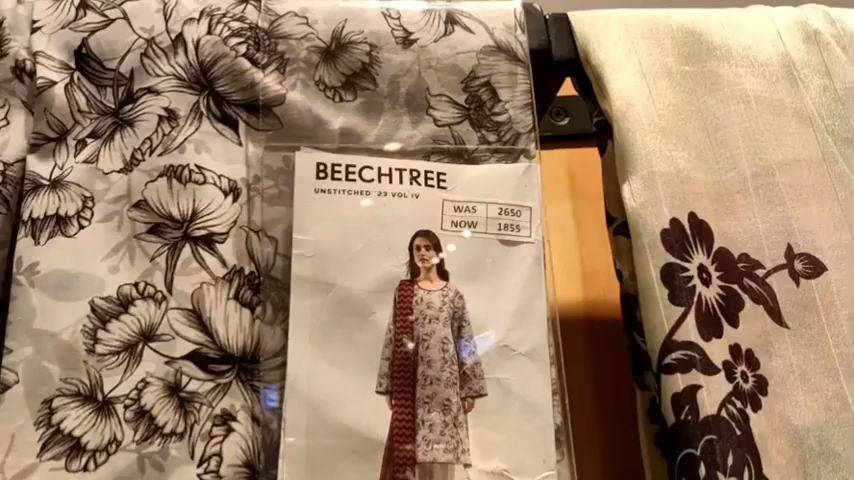 BEECHTREE
UNSTITCHED '23 VOL IV
WAS 2650
NOW 1855